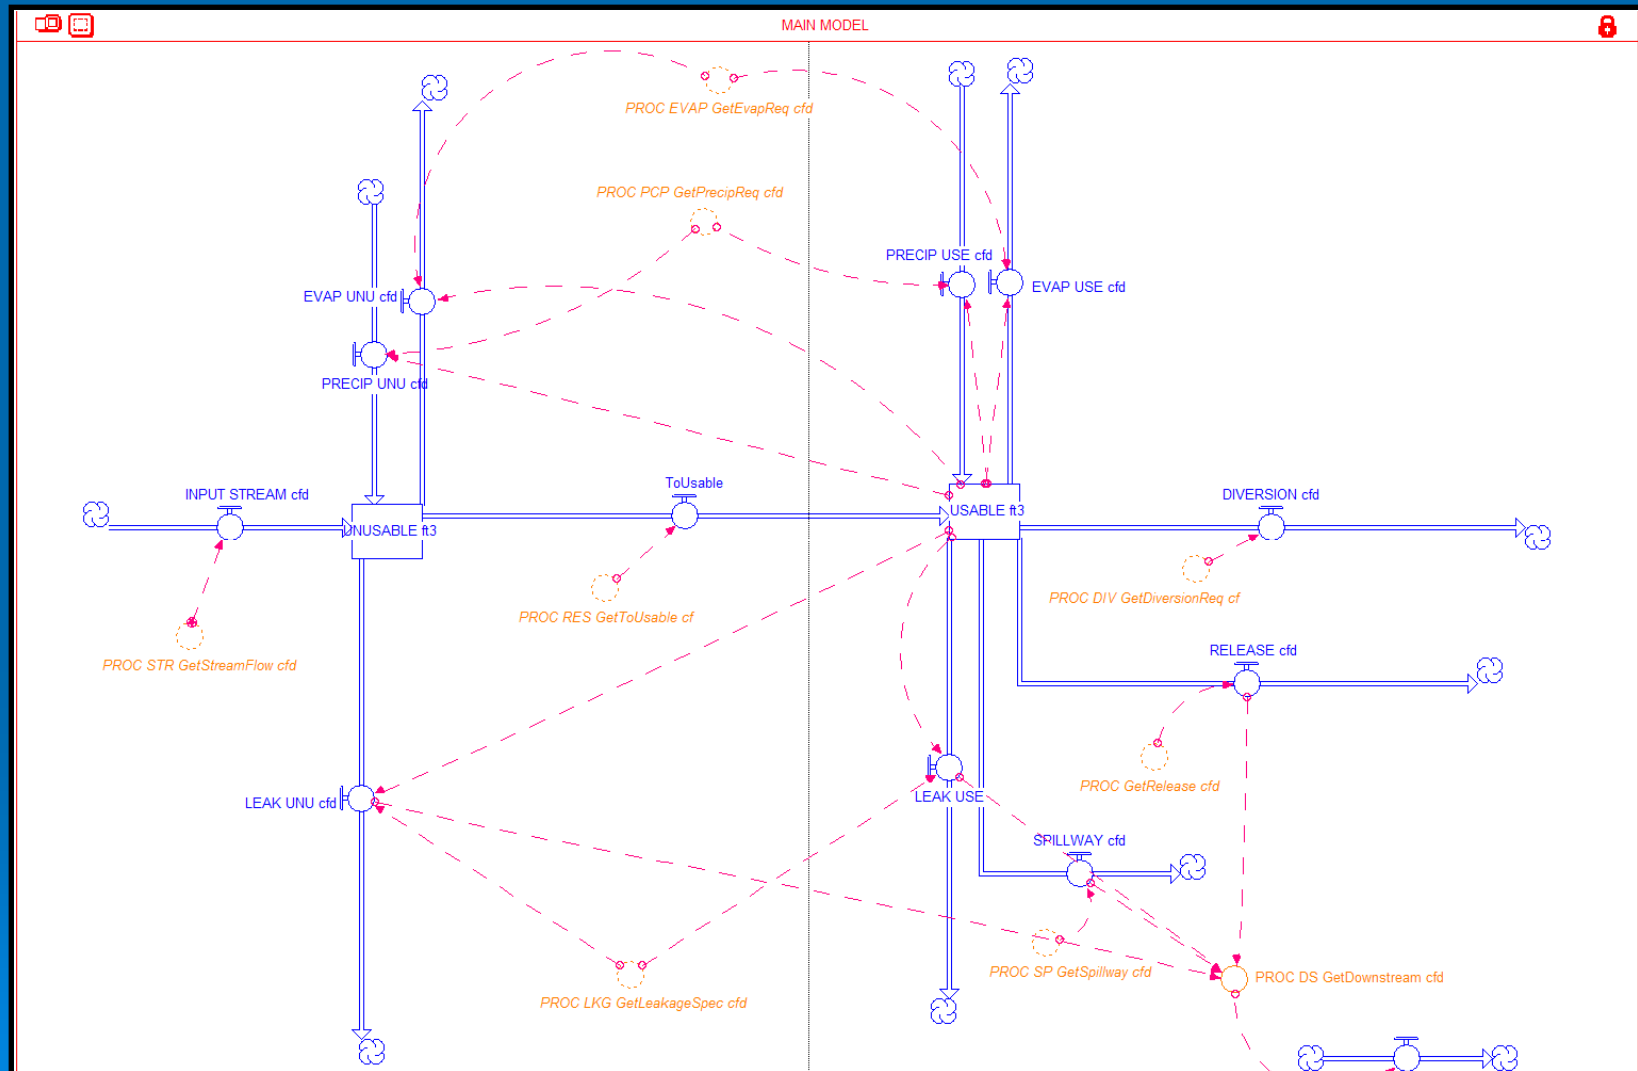 MAIN MODEL
PROC EVAP GetEvapReq cfd
PROC PCP GetPrecipReq cfd
PRECIP USE cfd
EVAP USE cfd
EVAP UNU cfd
PRECIP UNU cfd
INPUT STREAM cfd
ToUsable
DIVERSION cfd
USABLE ft3
UNUSABLE ft3
PROC DIV GetDiversionReq cf
PROC RES GetToUsable cf
RELEASE cfd
PROC STR GetStreamFlow cfd
PROC GetRelease cfd
LEAK UNU cfd
LEAK USE
SPILLWAY cfd
PROC SP GetSpillway cfd
PROC DS GetDownstream cfd
PROC LKG GetLeakageSpec cfd